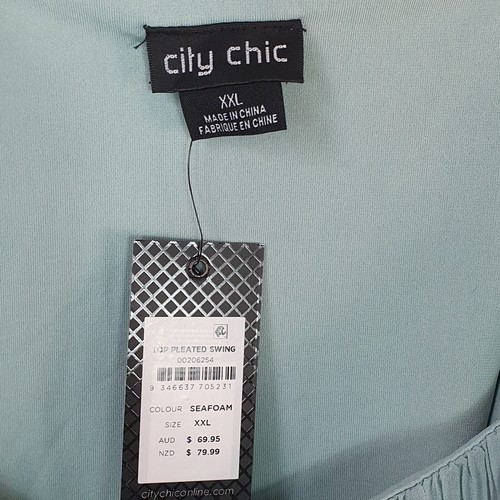 city chic
XXL
MADE IN CHINA
FABRIQUE EN CHINE
TOP PLEATED SWING
00206254
9 346637 705231
COLOUR SEAFOAM
SIZE XXL
AUD $ 69.95
NZD $ 79.99
citychiconline.com